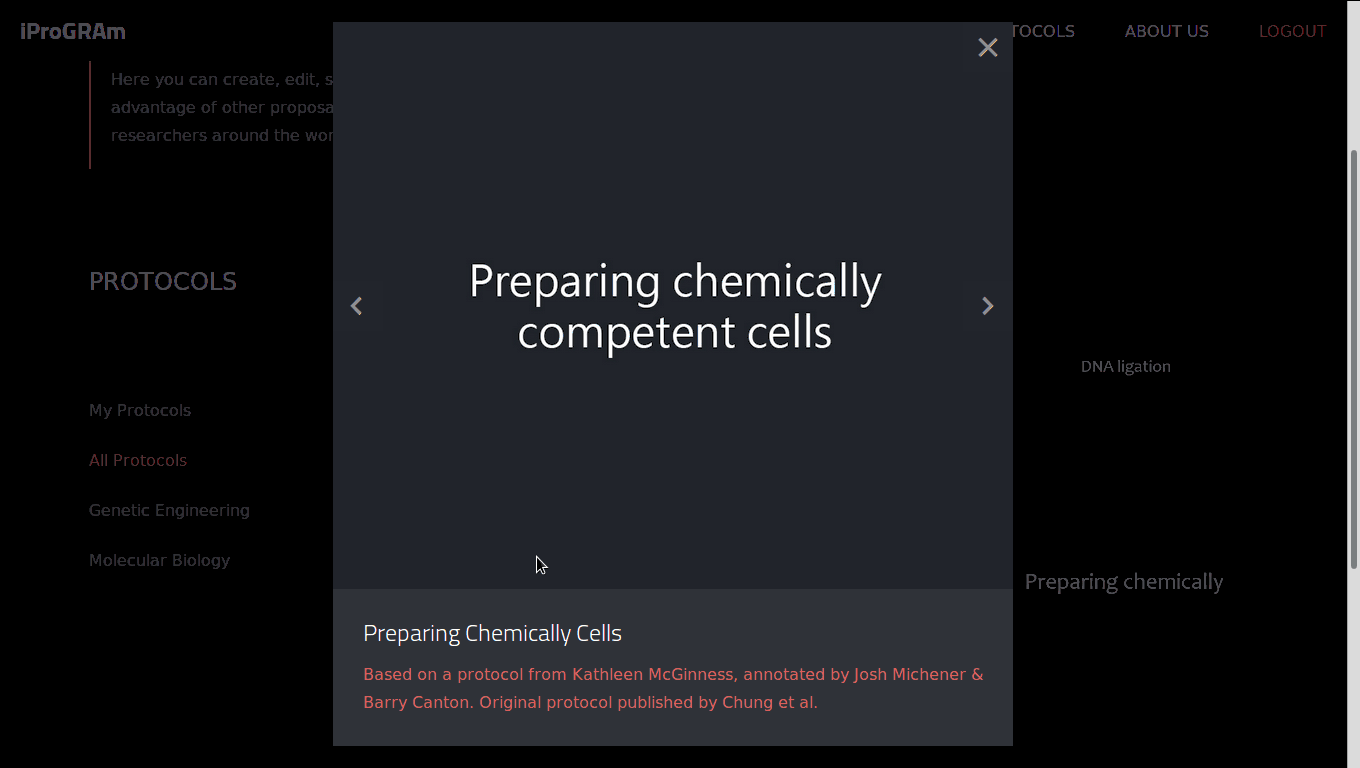 iProGRAm
TOCOLS
ABOUT US
LOGOUT
Here you can create, edit, s
advantage of other proposa
researchers around the wor
PROTOCOLS
My Protocols
All Protocols
Genetic Engineering
Molecular Biology
Preparing chemically
competent cells
Preparing Chemically Cells
Based on a protocol from Kathleen McGinness, annotated by Josh Michener &
Barry Canton. Original protocol published by Chung et al.
DNA ligation
Preparing chemically